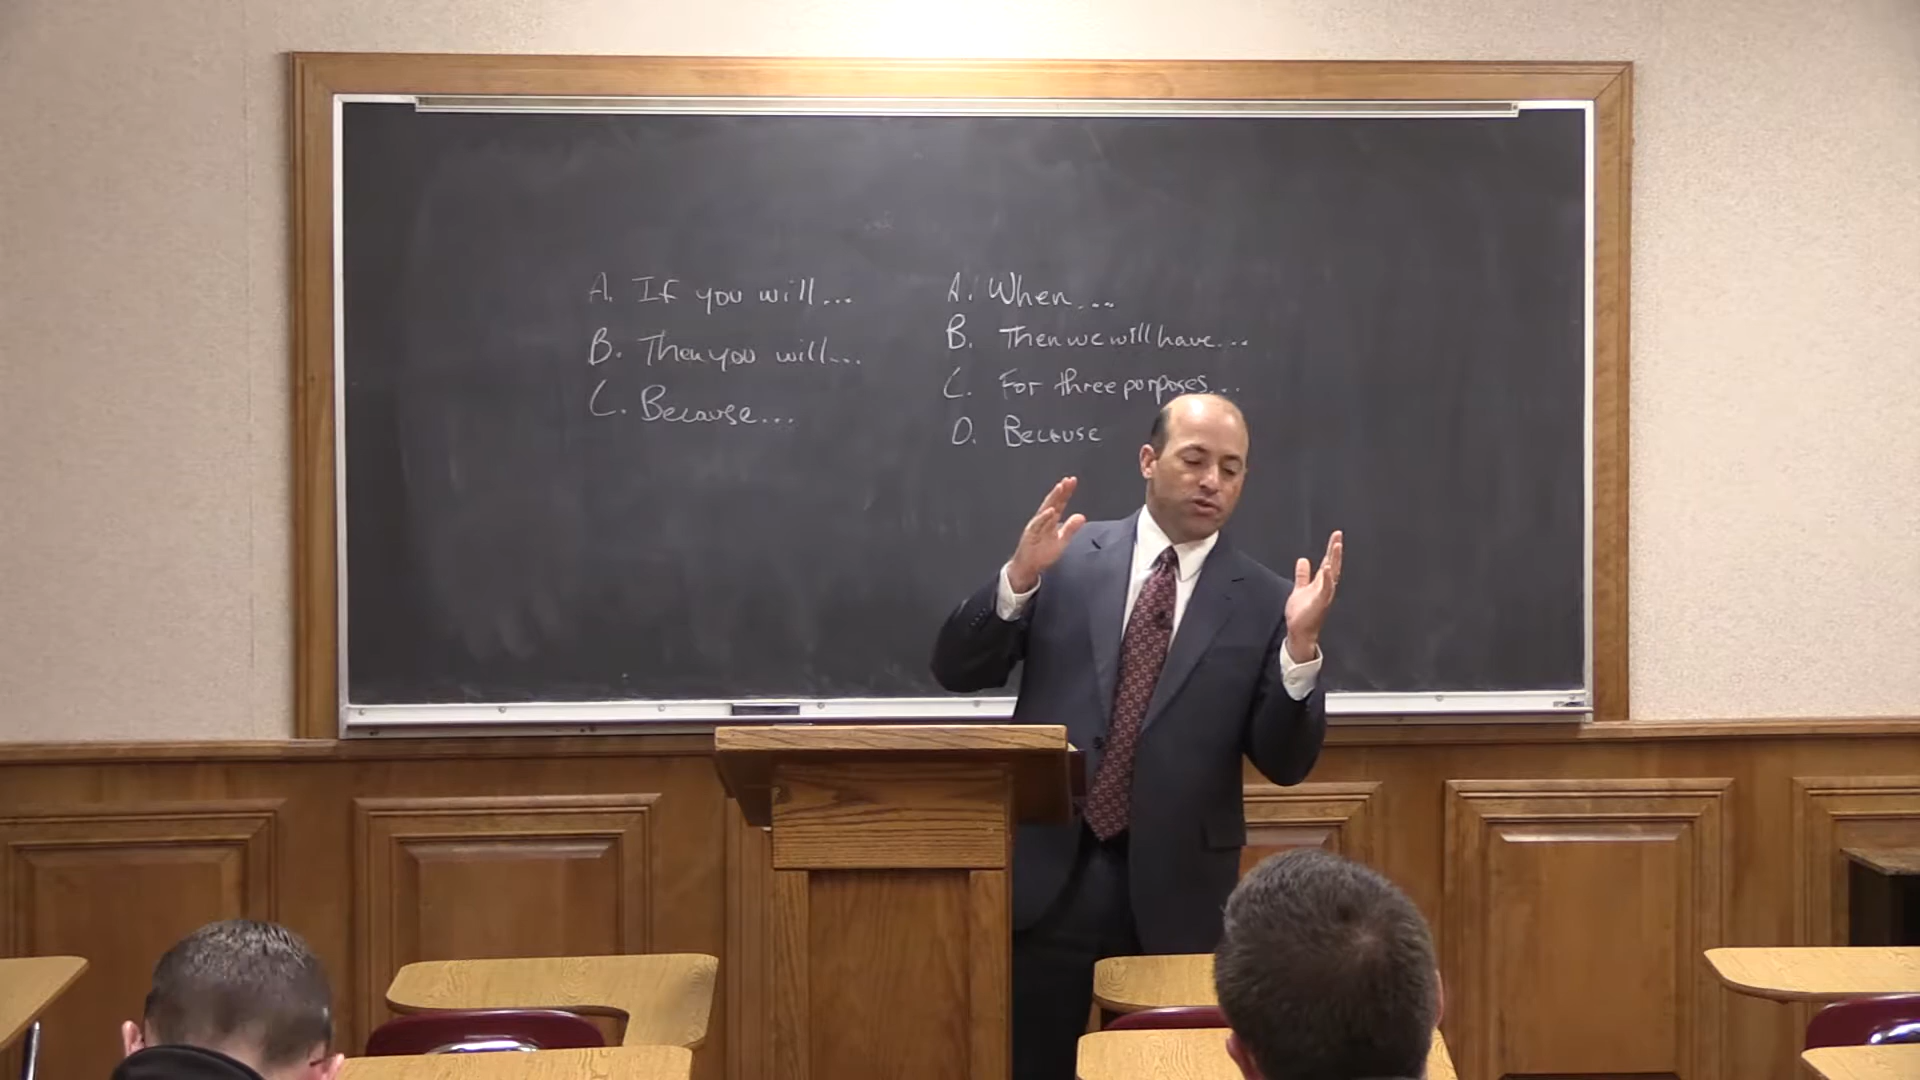 A. If you will...
B. Then you will...
C. Because...
A. When...
B. Then we will have...
C. For three purposes...
D. Because